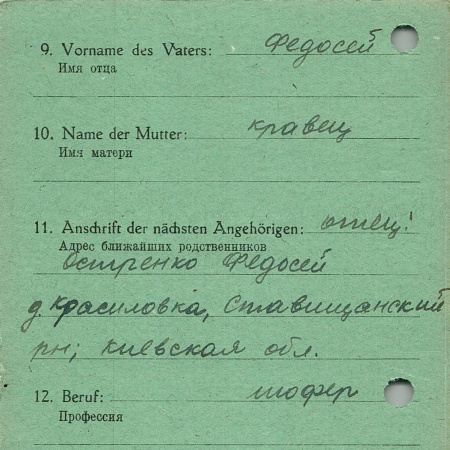 9. Vorname des Vaters: Федосей
Имя отца
10. Name der Mutter: кравец
Имя матери
11. Anschrift der nächsten Angehörigen: отец:
Адрес ближайших родственников
Остренко Федосей
д. Красиловка, Ставищанский
рн; Киевская обл.
12. Beruf: шофер
Профессия